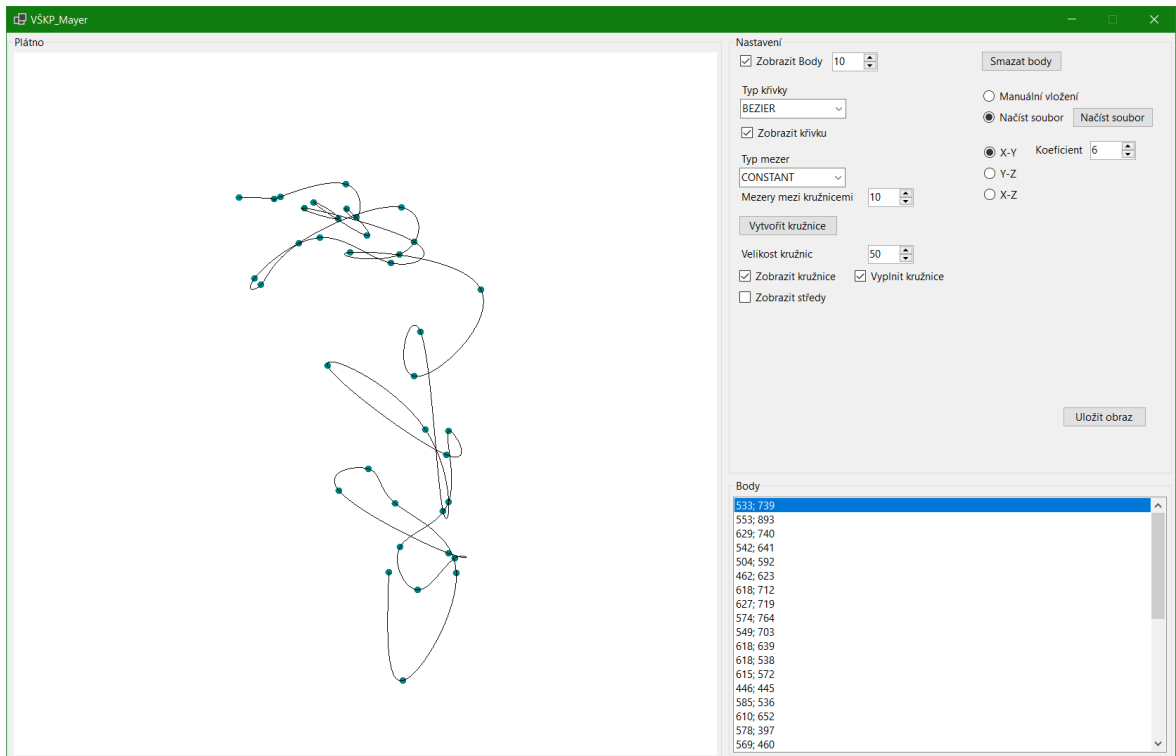 VŠKP_Mayer
Plátno
Nastavení
Zobrazit Body 10
Smazat body
Typ křivky
BEZIER
Zobrazit křivku
Manuální vložení
Načíst soubor Načíst soubor
Typ mezer
CONSTANT
X-Y Koeficient 6
Y-Z
X-Z
Mezery mezi kružnicemi 10
Vytvořit kružnice
Velikost kružnic 50
Zobrazit kružnice Vyplnit kružnice
Zobrazit středy
Uložit obraz
Body
533; 739
553; 893
629; 740
542; 641
504; 592
462; 623
618; 712
627; 719
574; 764
549; 703
618; 639
618; 538
615; 572
446; 445
585; 536
610; 652
578; 397
569; 460